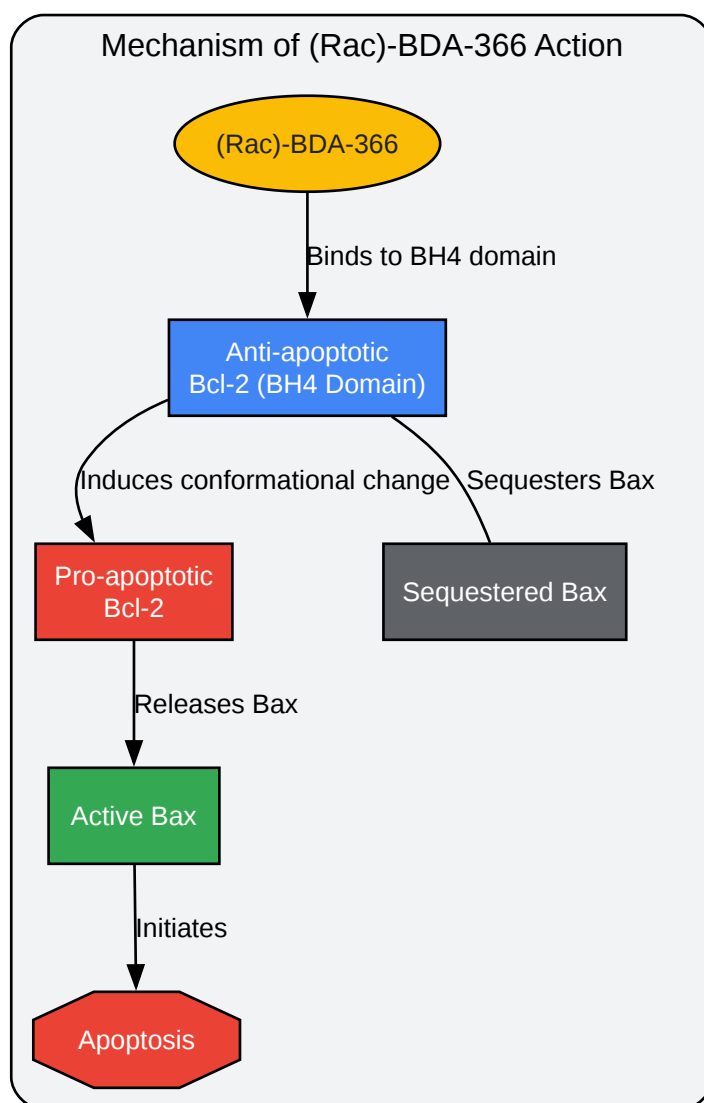 Mechanism of (Rac)-BDA-366 Action
(Rac)-BDA-366
Binds to BH4 domain
Anti-apoptotic
Bcl-2 (BH4 Domain)
Induces conformational change
Sequesters Bax
Pro-apoptotic
Bcl-2
Sequestered Bax
Releases Bax
Active Bax
Initiates
Apoptosis